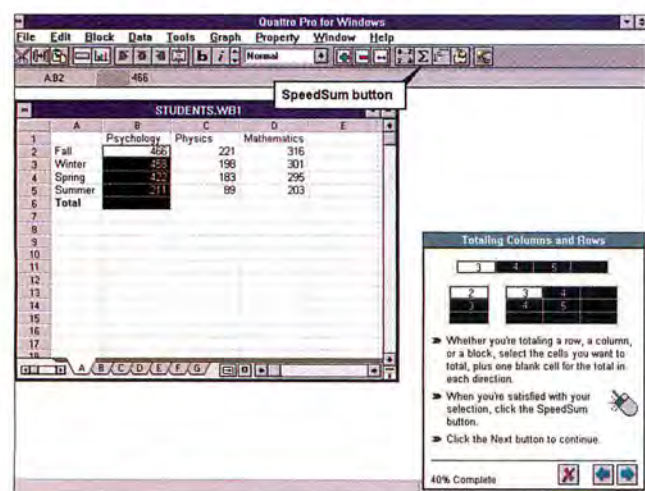 Quattro Pro for Windows
File Edit Block Data Tools Graph Property Window Help
b i Normal Σ
A:B2 466
SpeedSum button
STUDENTS.WB1
A B C D E
1 Psychology Physics Mathematics
2 Fall 466 221 316
3 Winter 458 198 301
4 Spring 422 183 295
5 Summer 211 89 203
6 Total
7
8
9
10
11
12
13
14
15
16
17
18
A B C D E F G
Totaling Columns and Rows
3 4 5
2 3 4
3 4 5
Whether you're totaling a row, a column,
or a block, select the cells you want to
total, plus one blank cell for the total in
each direction.
When you're satisfied with your
selection, click the SpeedSum
button.
Click the Next button to continue.
40% Complete